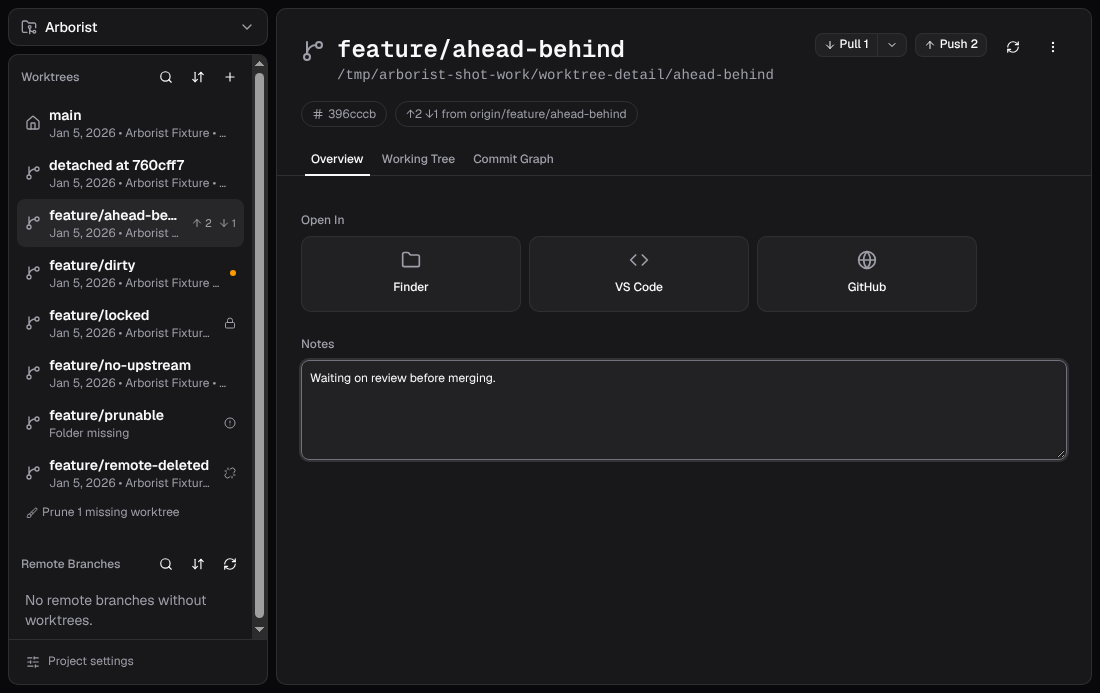 Arborist
Worktrees
main
Jan 5, 2026 • Arborist Fixture • …
detached at 760cff7
Jan 5, 2026 • Arborist Fixture • …
feature/ahead-be…
Jan 5, 2026 • Arborist …
↑ 2 ↓ 1
feature/dirty
Jan 5, 2026 • Arborist Fixture …
feature/locked
Jan 5, 2026 • Arborist Fixtur…
feature/no-upstream
Jan 5, 2026 • Arborist Fixture • …
feature/prunable
Folder missing
feature/remote-deleted
Jan 5, 2026 • Arborist Fixtur…
Prune 1 missing worktree
Remote Branches
No remote branches without
worktrees.
Project settings
feature/ahead-behind
/tmp/arborist-shot-work/worktree-detail/ahead-behind
↓ Pull 1
↑ Push 2
# 396cccb
↑2 ↓1 from origin/feature/ahead-behind
Overview
Working Tree
Commit Graph
Open In
Finder
VS Code
GitHub
Notes
Waiting on review before merging.